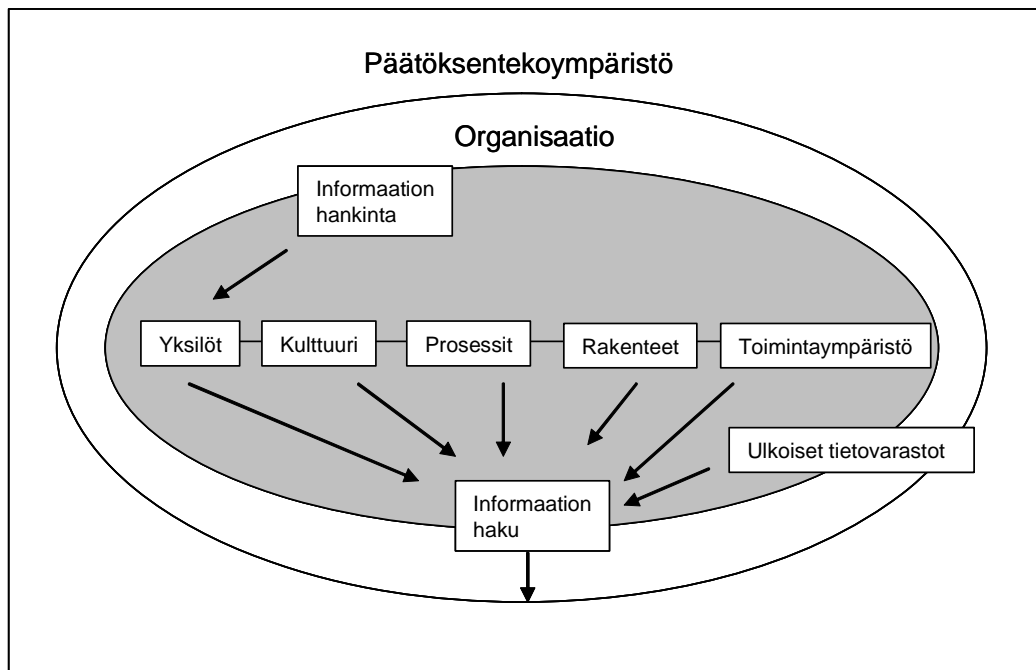 Päätöksentekoympäristö
Organisaatio
Informaation
hankinta
Yksilöt
Kulttuuri
Prosessit
Rakenteet
Toimintaympäristö
Ulkoiset tietovarastot
Informaation
haku